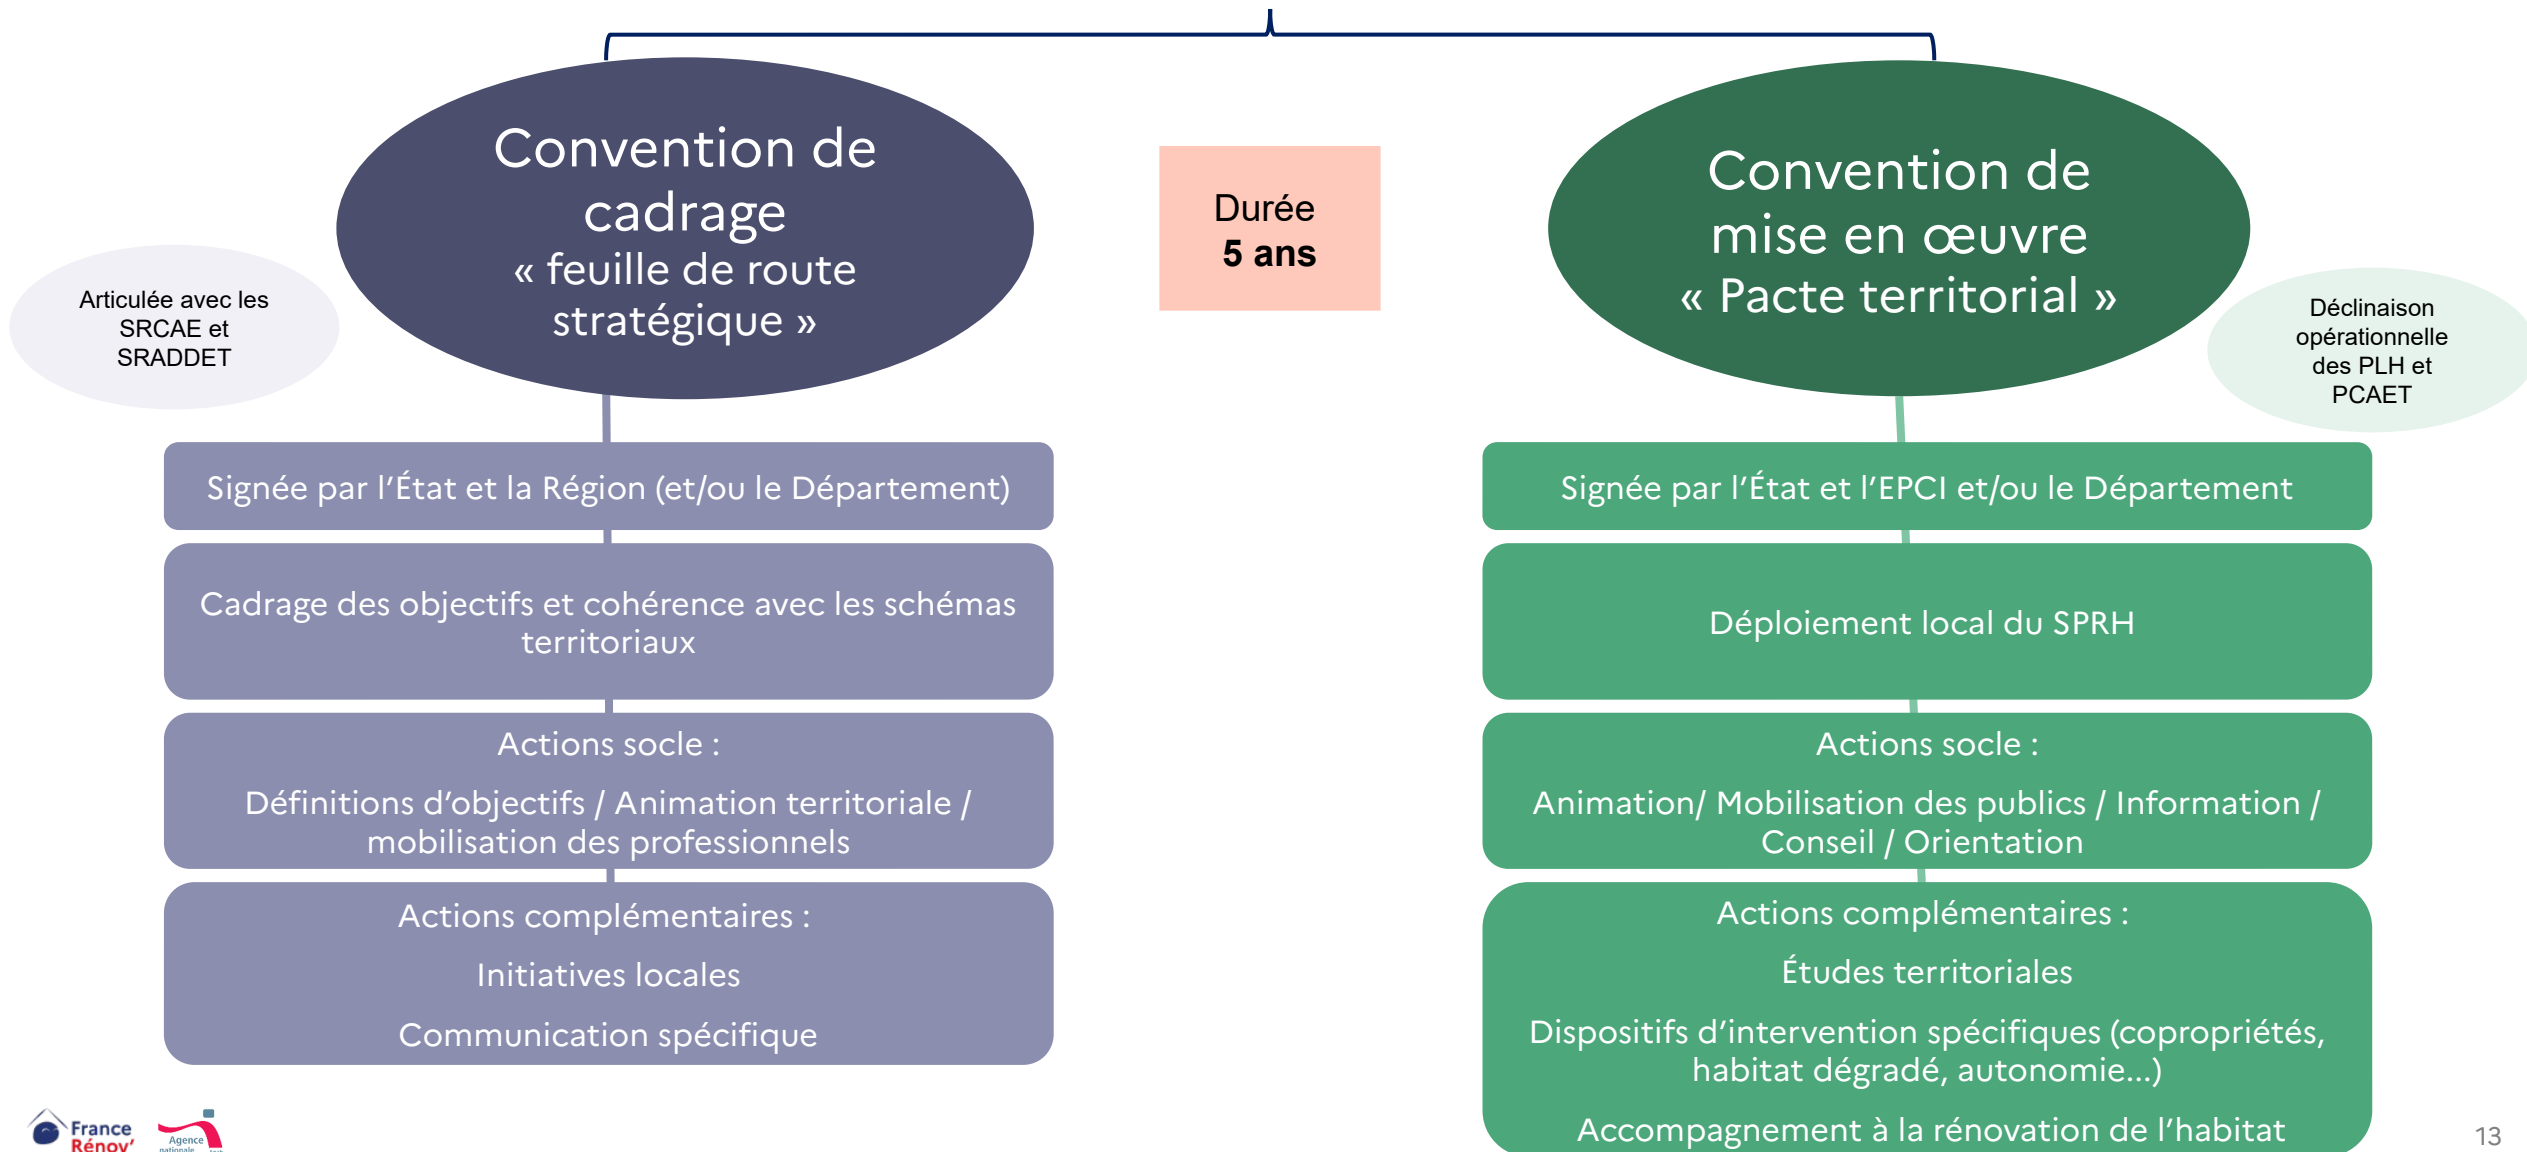 Convention de
cadrage
« feuille de route
stratégique »
Articulée avec les
SRCAE et
SRADDET
Signée par l'État et la Région (et/ou le Département)
Cadrage des objectifs et cohérence avec les schémas
territoriaux
Actions socle :
Définitions d'objectifs / Animation territoriale /
mobilisation des professionnels
Actions complémentaires :
Initiatives locales
Communication spécifique
Durée
5 ans
Convention de
mise en œuvre
« Pacte territorial »
Déclinaison
opérationnelle
des PLH et
PCAET
Signée par l'État et l'EPCI et/ou le Département
Déploiement local du SPRH
Actions socle :
Animation/ Mobilisation des publics / Information /
Conseil / Orientation
Actions complémentaires :
Études territoriales
Dispositifs d'intervention spécifiques (copropriétés,
habitat dégradé, autonomie...)
Accompagnement à la rénovation de l'habitat
France
Rénov'
Agence
nationale
13